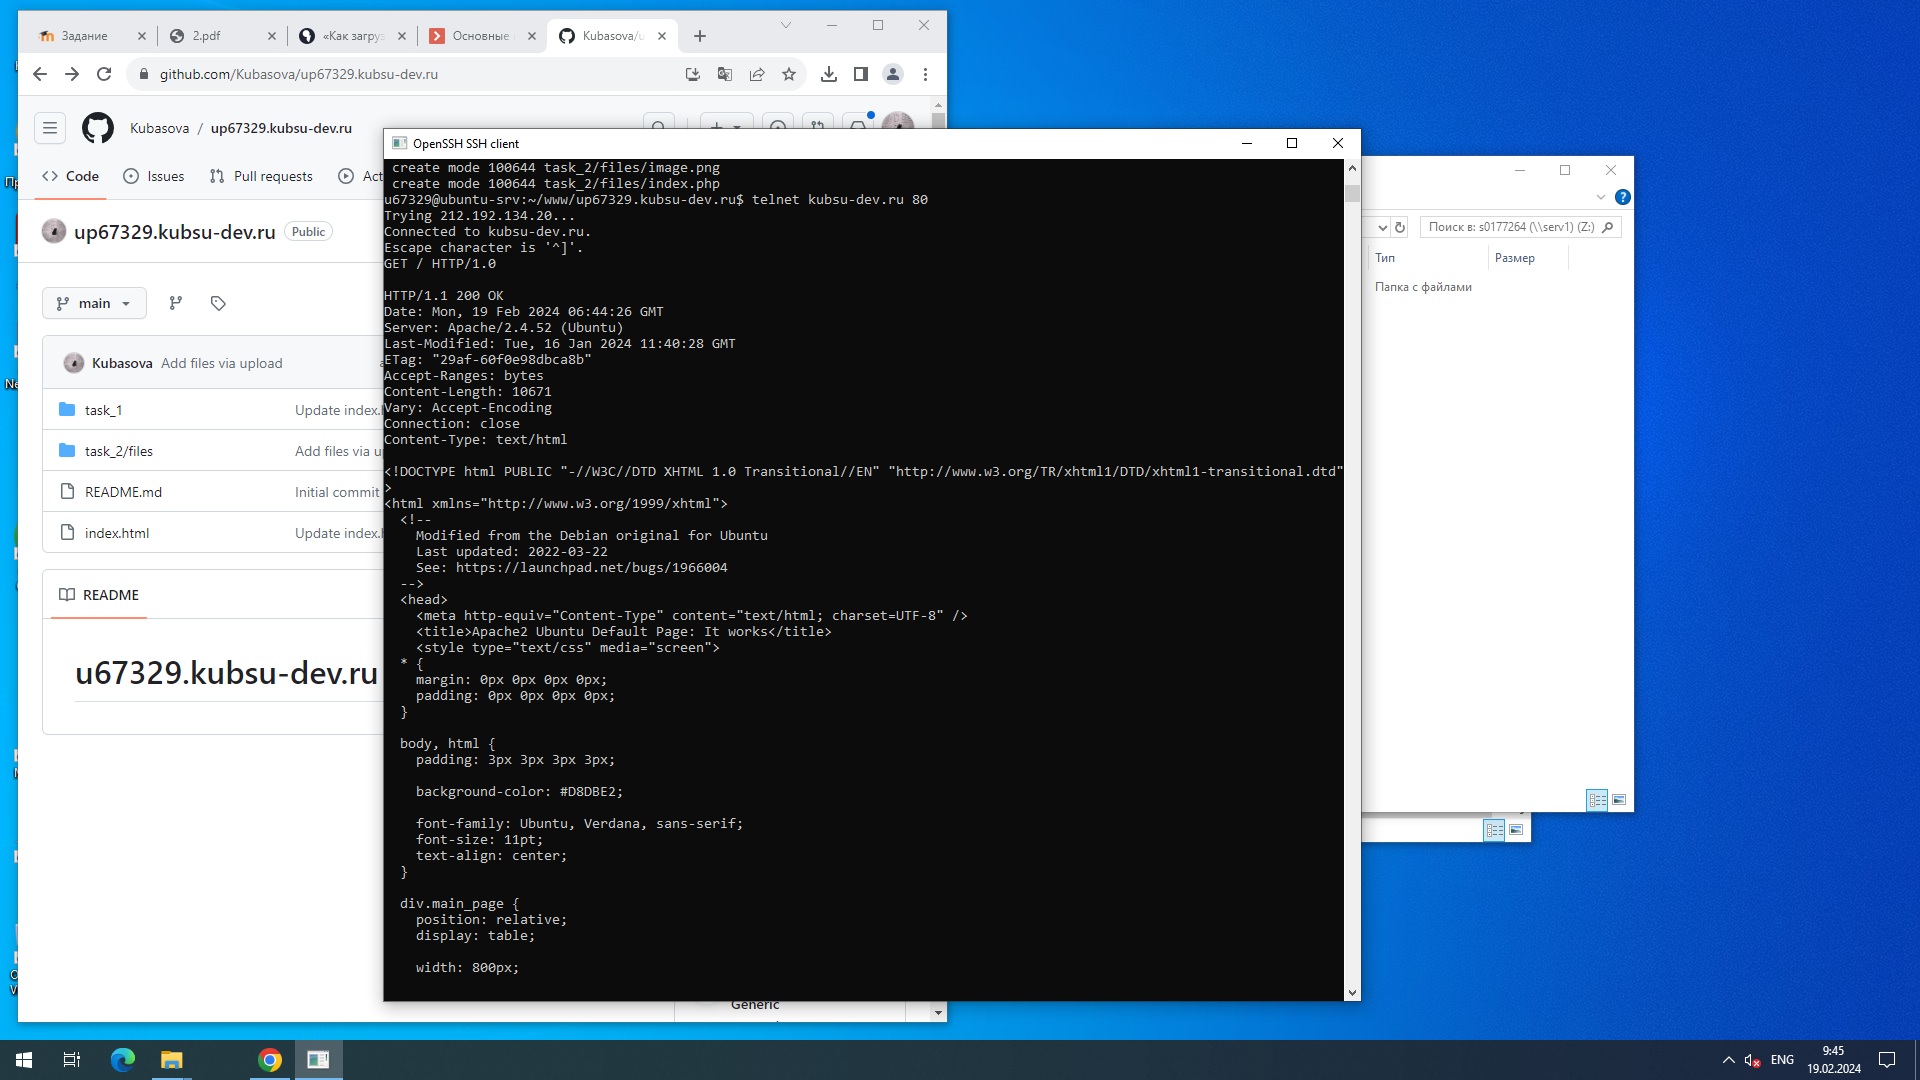 Задание
2.pdf
«Как загруз
Основные
Kubasova/u
github.com/Kubasova/up67329.kubsu-dev.ru
Kubasova / up67329.kubsu-dev.ru
Code
Issues
Pull requests
Act
up67329.kubsu-dev.ru
Public
main
Kubasova Add files via upload
task_1 Update index.
task_2/files Add files via u
README.md Initial commit
index.html Update index.
README
u67329.kubsu-dev.ru
Generic
OpenSSH SSH client
create mode 100644 task_2/files/image.png
create mode 100644 task_2/files/index.php
u67329@ubuntu-srv:~/www/up67329.kubsu-dev.ru$ telnet kubsu-dev.ru 80
Trying 212.192.134.20...
Connected to kubsu-dev.ru.
Escape character is '^]'.
GET / HTTP/1.0
HTTP/1.1 200 OK
Date: Mon, 19 Feb 2024 06:44:26 GMT
Server: Apache/2.4.52 (Ubuntu)
Last-Modified: Tue, 16 Jan 2024 11:40:28 GMT
ETag: "29af-60f0e98dbca8b"
Accept-Ranges: bytes
Content-Length: 10671
Vary: Accept-Encoding
Connection: close
Content-Type: text/html
<!DOCTYPE html PUBLIC "-//W3C//DTD XHTML 1.0 Transitional//EN" "http://www.w3.org/TR/xhtml1/DTD/xhtml1-transitional.dtd"
>
<html xmlns="http://www.w3.org/1999/xhtml">
<!--
Modified from the Debian original for Ubuntu
Last updated: 2022-03-22
See: https://launchpad.net/bugs/1966004
-->
<head>
<meta http-equiv="Content-Type" content="text/html; charset=UTF-8" />
<title>Apache2 Ubuntu Default Page: It works</title>
<style type="text/css" media="screen">
* {
margin: 0px 0px 0px 0px;
padding: 0px 0px 0px 0px;
}
body, html {
padding: 3px 3px 3px 3px;
background-color: #D8DBE2;
font-family: Ubuntu, Verdana, sans-serif;
font-size: 11pt;
text-align: center;
}
div.main_page {
position: relative;
display: table;
width: 800px;
Поиск в: s0177264 (\\serv1) (Z:)
Тип
Размер
Папка с файлами
ENG
9:45
19.02.2024